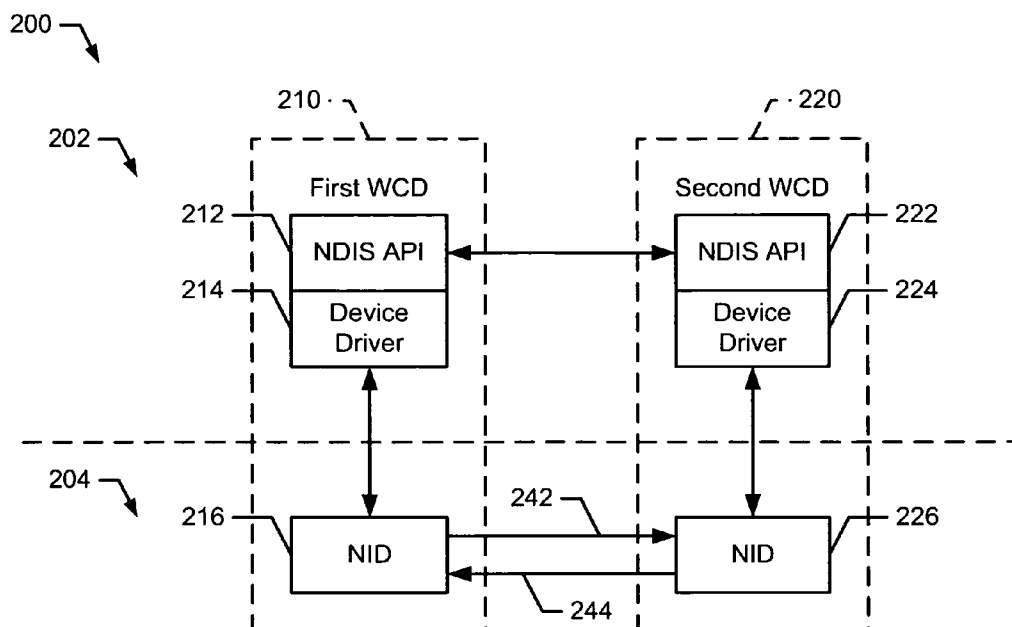 200
210
220
202
First WCD
Second WCD
212
NDIS API
NDIS API
222
214
Device
Driver
Device
Driver
224
204
216
NID
242
NID
226
244